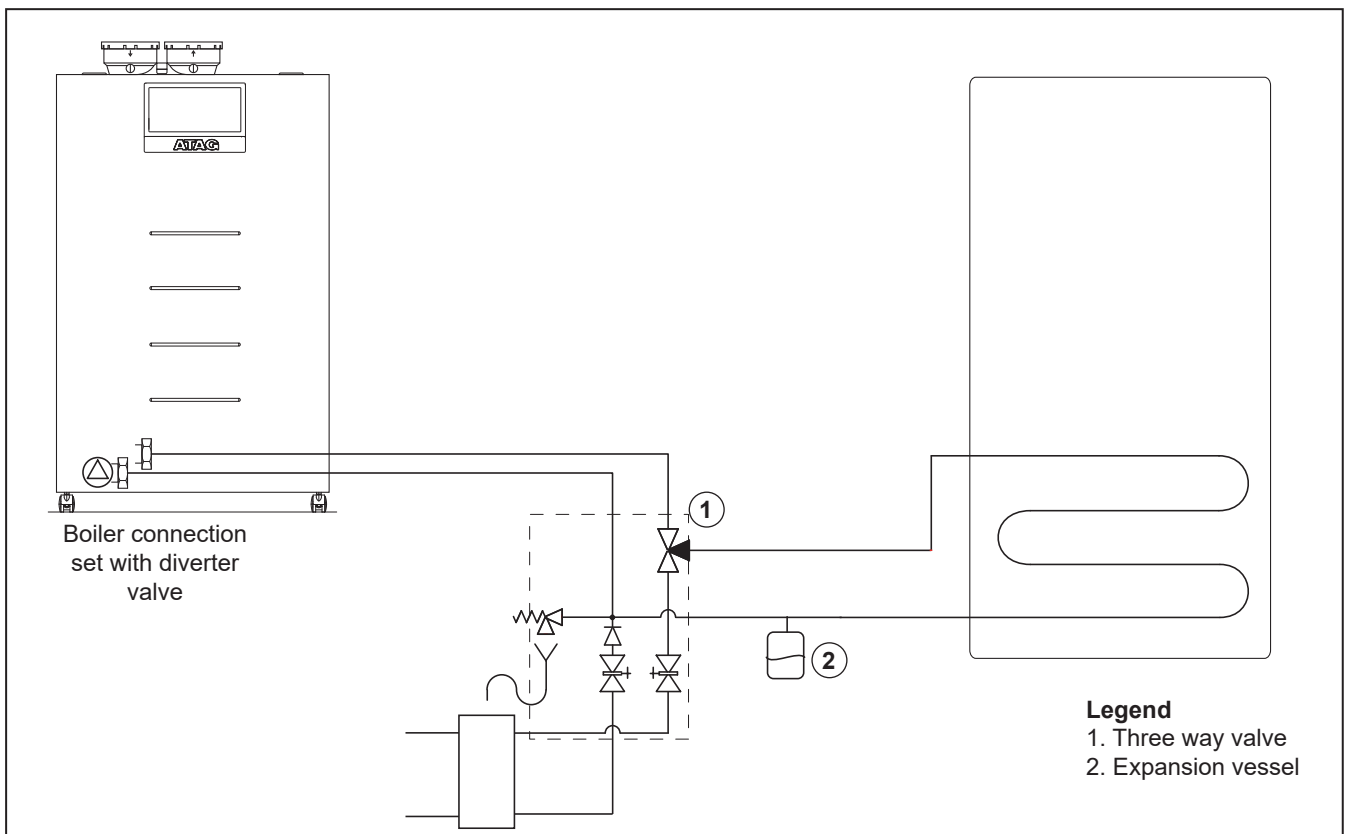 ATAG
Boiler connection
set with diverter
valve
1
2
Legend
1. Three way valve
2. Expansion vessel